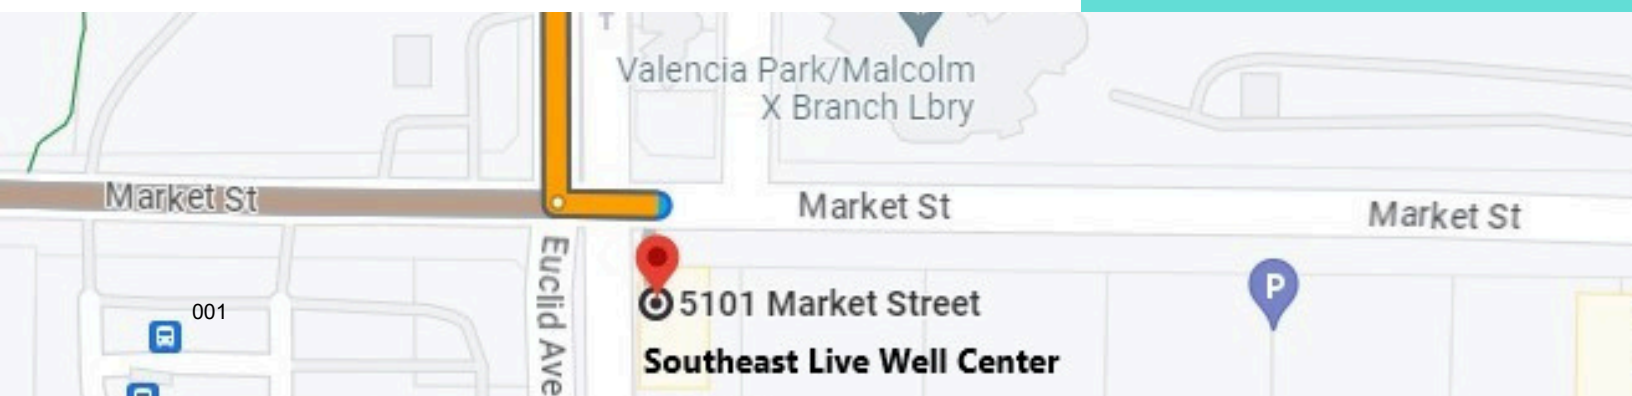 T
Valencia Park/Malcolm
X Branch Lbry
Market St
Market St
Market St
Euclid Ave
001
5101 Market Street
P
Southeast Live Well Center